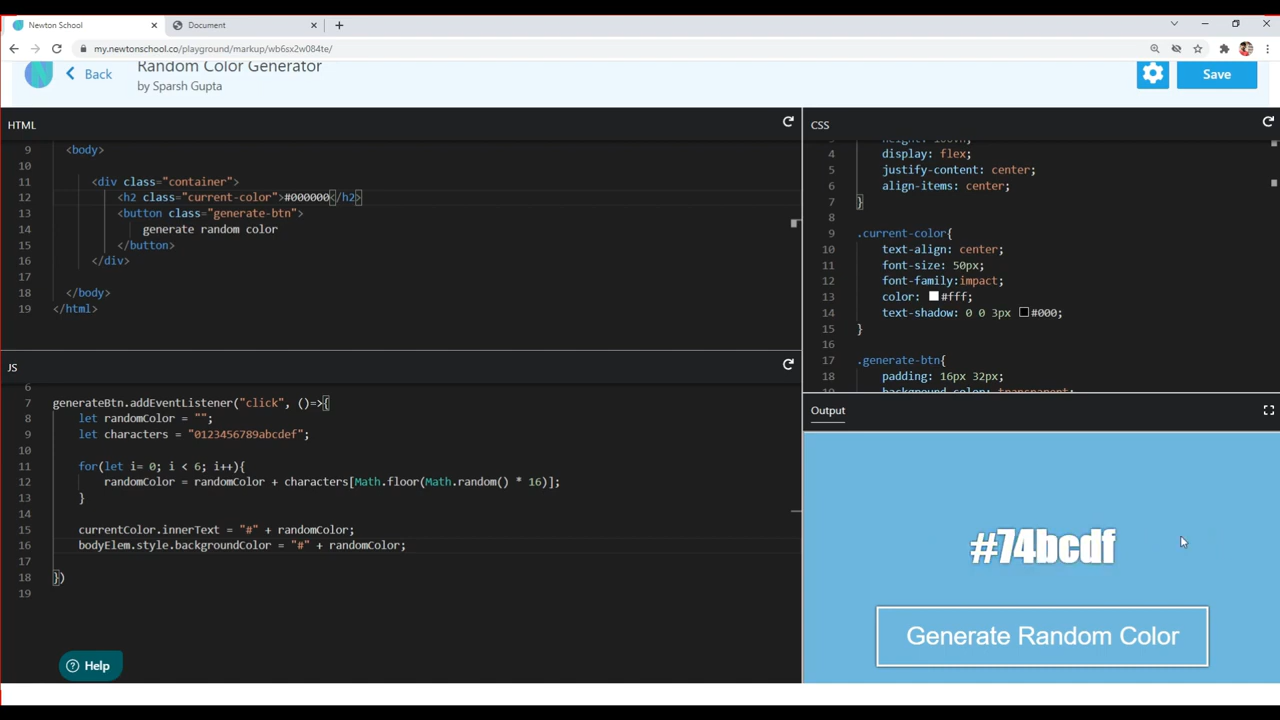 Newton School
Document
my.newtonschool.co/playground/markup/wb6sx2w084te/
Random Color Generator
Back
by Sparsh Gupta
Save
HTML
9 <body>
10
11 <div class="container">
12 <h2 class="current-color">#000000</h2>
13 <button class="generate-btn">
14 generate random color
15 </button>
16 </div>
17
18 </body>
19 </html>
CSS
4 display: flex;
5 justify-content: center;
6 align-items: center;
7 }
8
9 .current-color{
10 text-align: center;
11 font-size: 50px;
12 font-family:impact;
13 color: #fff;
14 text-shadow: 0 0 3px #000;
15 }
16
17 .generate-btn{
18 padding: 16px 32px;
JS
6
7 generateBtn.addEventListener("click", ()=>{
8 let randomColor = "";
9 let characters = "0123456789abcdef";
10
11 for(let i= 0; i < 6; i++){
12 randomColor = randomColor + characters[Math.floor(Math.random() * 16)];
13 }
14
15 currentColor.innerText = "#" + randomColor;
16 bodyElem.style.backgroundColor = "#" + randomColor;
17
18 })
19
Help
Output
#74bcdf
Generate Random Color